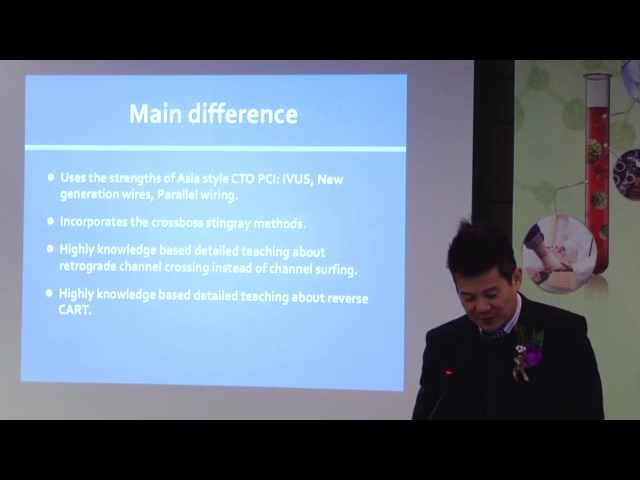 Main difference
Uses the strengths of Asia style CTO PCI: IVUS, New
generation wires, Parallel wiring.
Incorporates the crossboss stingray methods.
Highly knowledge based detailed teaching about
retrograde channel crossing instead of channel surfing.
Highly knowledge based detailed teaching about reverse
CART.